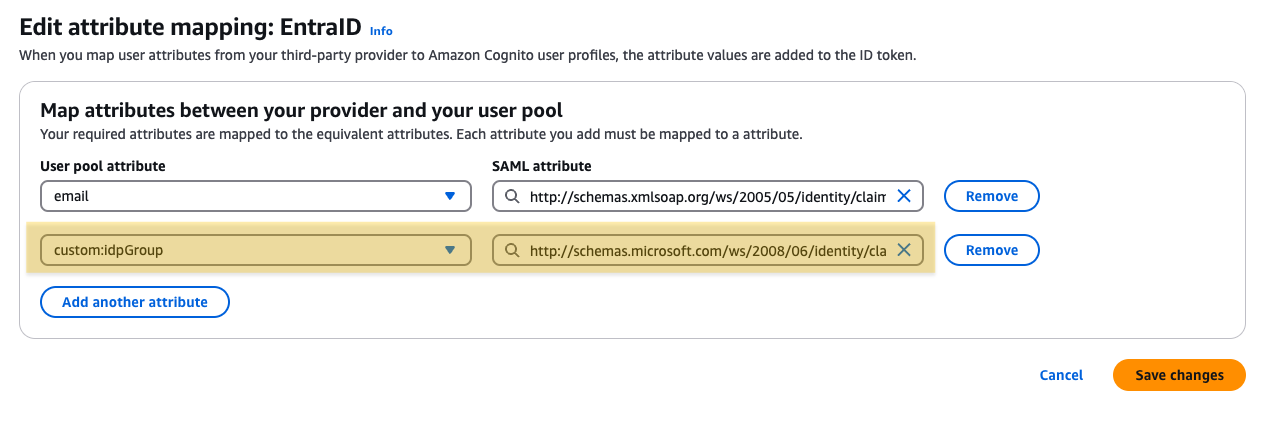 Edit attribute mapping: EntraID Info
When you map user attributes from your third-party provider to Amazon Cognito user profiles, the attribute values are added to the ID token.
Map attributes between your provider and your user pool
Your required attributes are mapped to the equivalent attributes. Each attribute you add must be mapped to a attribute.
User pool attribute SAML attribute
email http://schemas.xmlsoap.org/ws/2005/05/identity/claim Remove
custom:idpGroup http://schemas.microsoft.com/ws/2008/06/identity/cla Remove
Add another attribute
Cancel Save changes